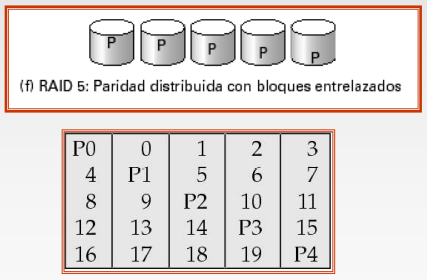 P P P P P
(f) RAID 5: Paridad distribuida con bloques entrelazados
P0 0 1 2 3
4 P1 5 6 7
8 9 P2 10 11
12 13 14 P3 15
16 17 18 19 P4